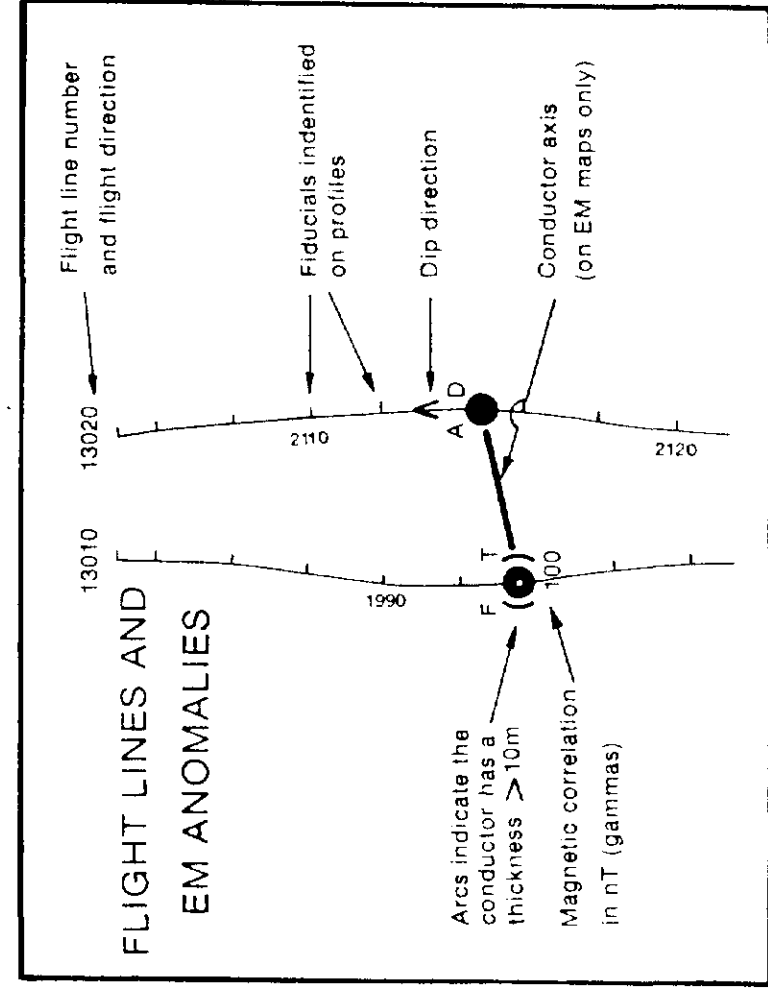 FLIGHT LINES AND
EM ANOMALIES
13010
13020
Flight line number
and flight direction
Fiducials indentified
on profiles
2110
1990
Dip direction
F
T
A
D
100
2120
Arcs indicate the
conductor has a
thickness > 10m
Magnetic correlation
in nT (gammas)
Conductor axis
(on EM maps only)